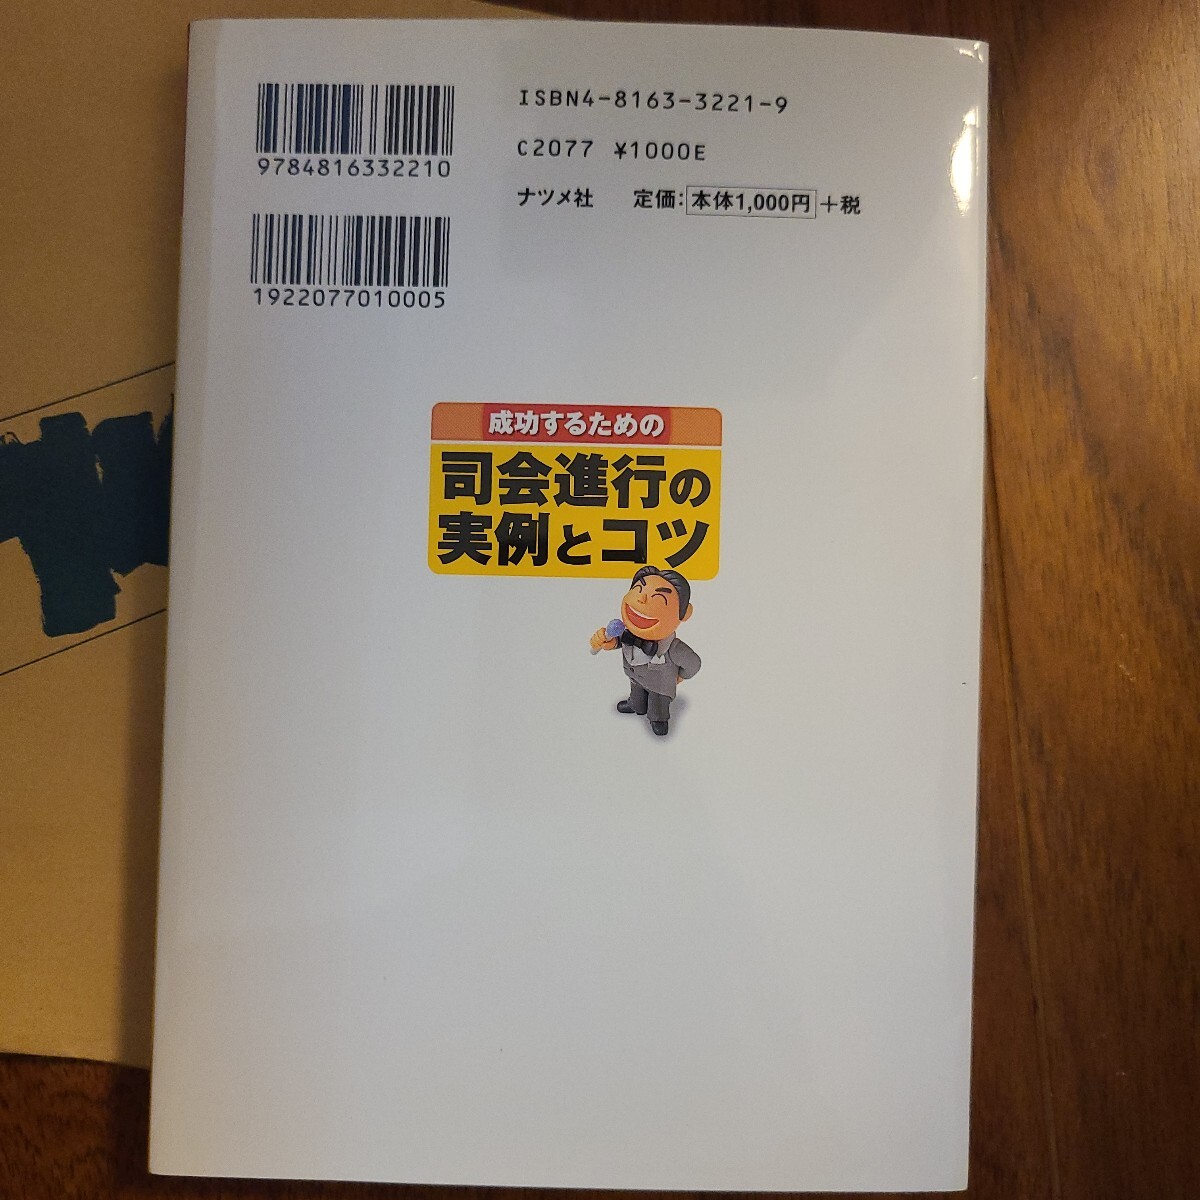 ISBN4-8163-3221-9
9784816332210
C2077 ¥1000E
ナツメ社 定価：本体1,000円＋税
1922077010005
成功するための
司会進行の
実例とコツ